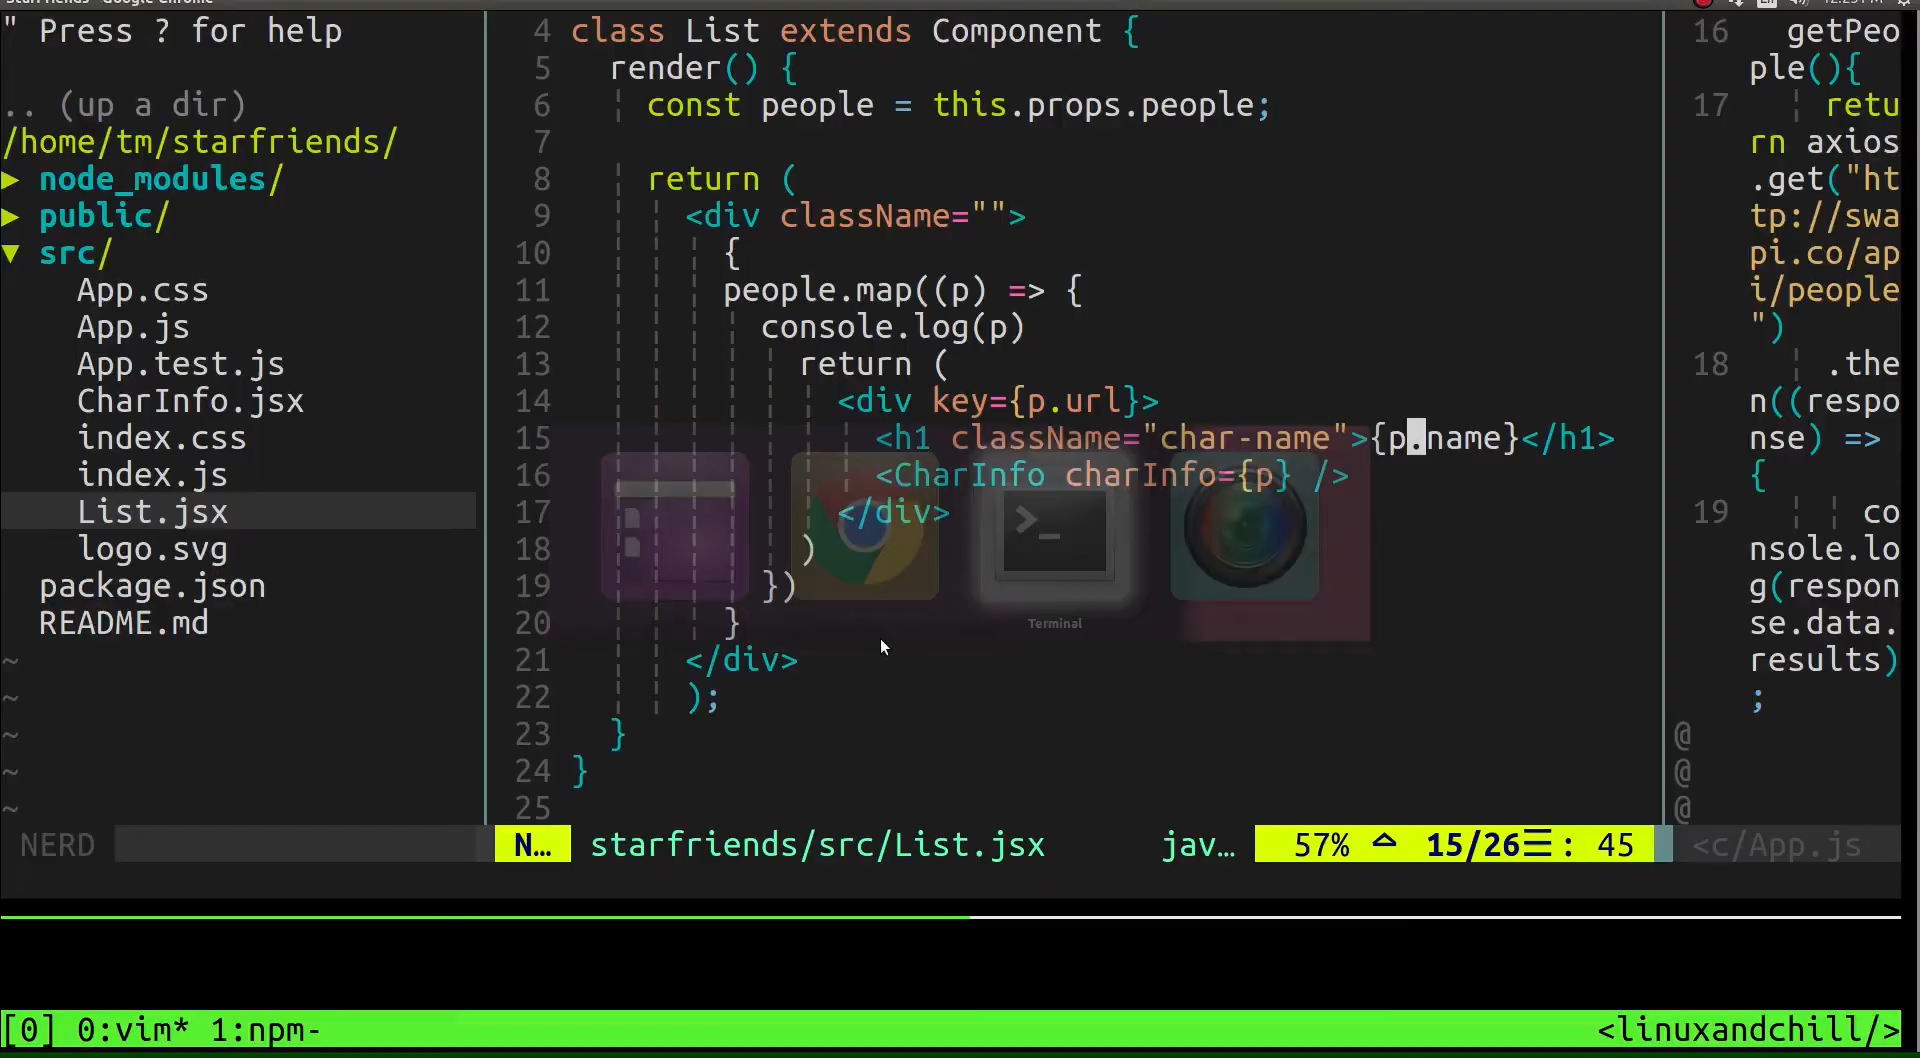 " Press ? for help
.. (up a dir)
/home/tm/starfriends/
▸ node_modules/
▸ public/
▾ src/
App.css
App.js
App.test.js
CharInfo.jsx
index.css
index.js
List.jsx
logo.svg
package.json
README.md
~
~
~
~
~
NERD
4 class List extends Component {
5 render() {
6 const people = this.props.people;
7
8 return (
9 <div className="">
10 {
11 people.map((p) => {
12 console.log(p)
13 return (
14 <div key={p.url}>
15 <h1 className="char-name">{p.name}</h1>
16 <CharInfo charInfo={p} />
17 </div>
18 )
19 })
20 }
21 </div>
22 );
23 }
24 }
25
Terminal
N... starfriends/src/List.jsx jav... 57% 15/26☰: 45
16 getPeo
ple(){
17 retu
rn axios
.get("ht
tp://swa
pi.co/ap
i/people
")
18 .the
n((respo
nse) =>
{
19 co
nsole.lo
g(respon
se.data.
results)
;
@
@
@
<c/App.js
[0] 0:vim* 1:npm-
<linuxandchill/>